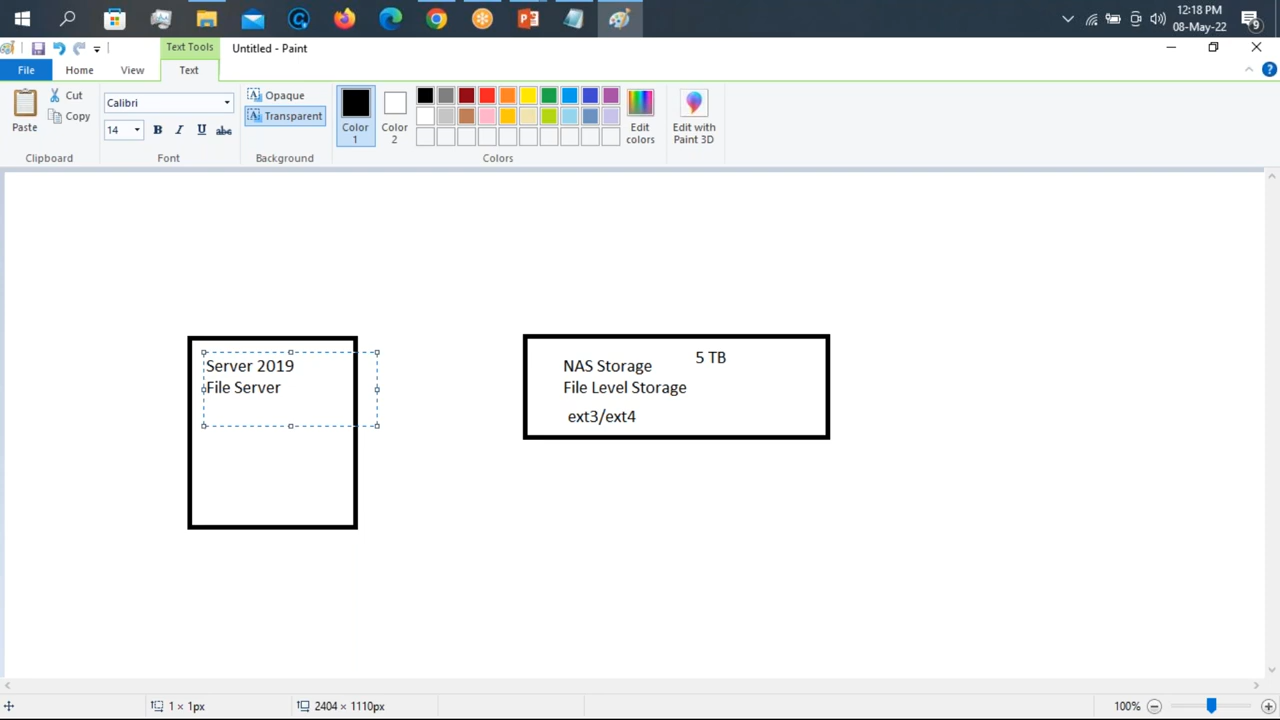 12:18 PM
08-May-22
9
Text Tools
Untitled - Paint
File
Home
View
Text
Paste
Cut
Copy
Clipboard
Calibri
14
B I U abc
Font
Opaque
Transparent
Background
Color 1
Color 2
Edit colors
Colors
Edit with Paint 3D
Server 2019
File Server
NAS Storage
5 TB
File Level Storage
ext3/ext4
1 × 1px
2404 × 1110px
100%